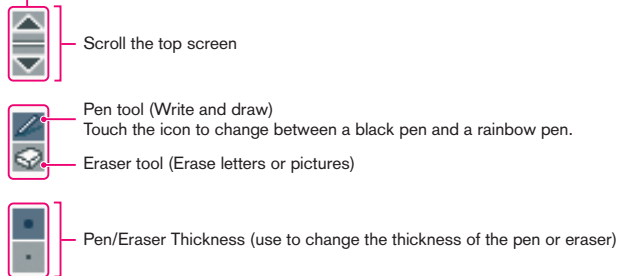 Scroll the top screen
Pen tool (Write and draw)
Touch the icon to change between a black pen and a rainbow pen.
Eraser tool (Erase letters or pictures)
Pen/Eraser Thickness (use to change the thickness of the pen or eraser)